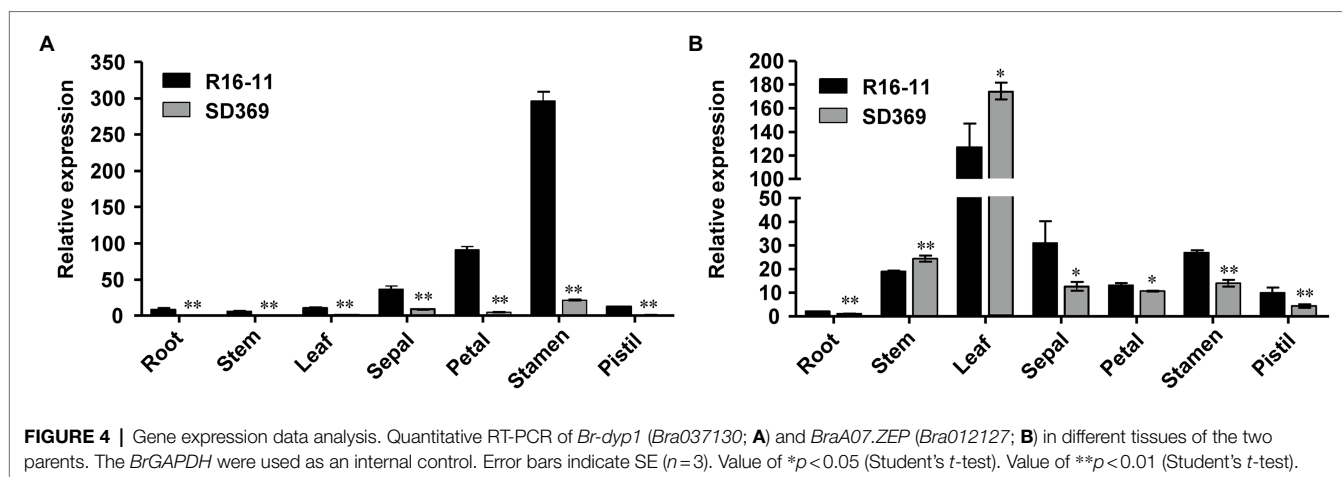 A
R16-11
SD369
Relative expression
350
300
250
200
150
100
50
0
** ** ** ** ** ** **
Root Stem Leaf Sepal Petal Stamen Pistil
B
R16-11
SD369
Relative expression
200
180
160
140
120
100
80
50
40
30
20
10
0
** ** * * * ** **
Root Stem Leaf Sepal Petal Stamen Pistil
FIGURE 4 | Gene expression data analysis. Quantitative RT-PCR of Br-dyp1 (Bra037130; A) and BraA07.ZEP (Bra012127; B) in different tissues of the two
parents. The BrGAPDH were used as an internal control. Error bars indicate SE (n=3). Value of *p<0.05 (Student's t-test). Value of **p<0.01 (Student's t-test).